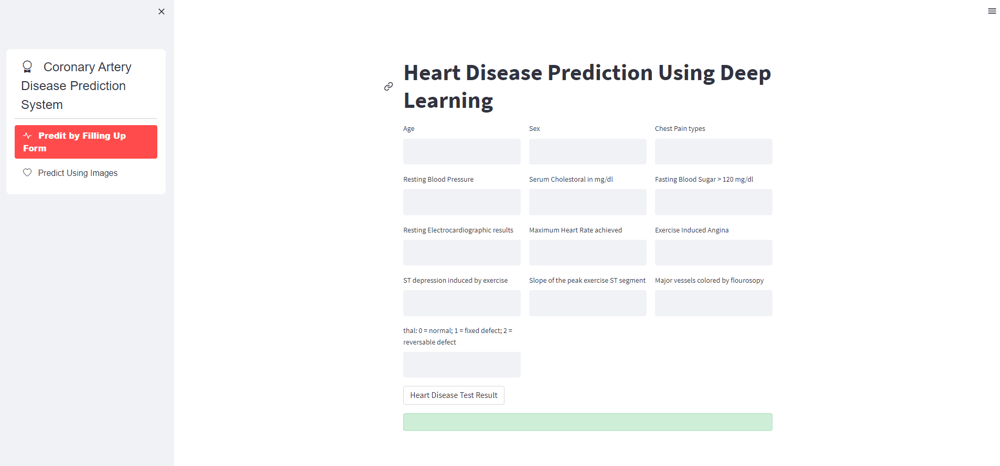 Coronary Artery
Disease Prediction
System
Predit by Filling Up
Form
Predict Using Images
Heart Disease Prediction Using Deep
Learning
Age
Sex
Chest Pain types
Resting Blood Pressure
Serum Cholestoral in mg/dl
Fasting Blood Sugar > 120 mg/dl
Resting Electrocardiographic results
Maximum Heart Rate achieved
Exercise Induced Angina
ST depression induced by exercise
Slope of the peak exercise ST segment
Major vessels colored by flourosopy
thal: 0 = normal; 1 = fixed defect; 2 =
reversable defect
Heart Disease Test Result